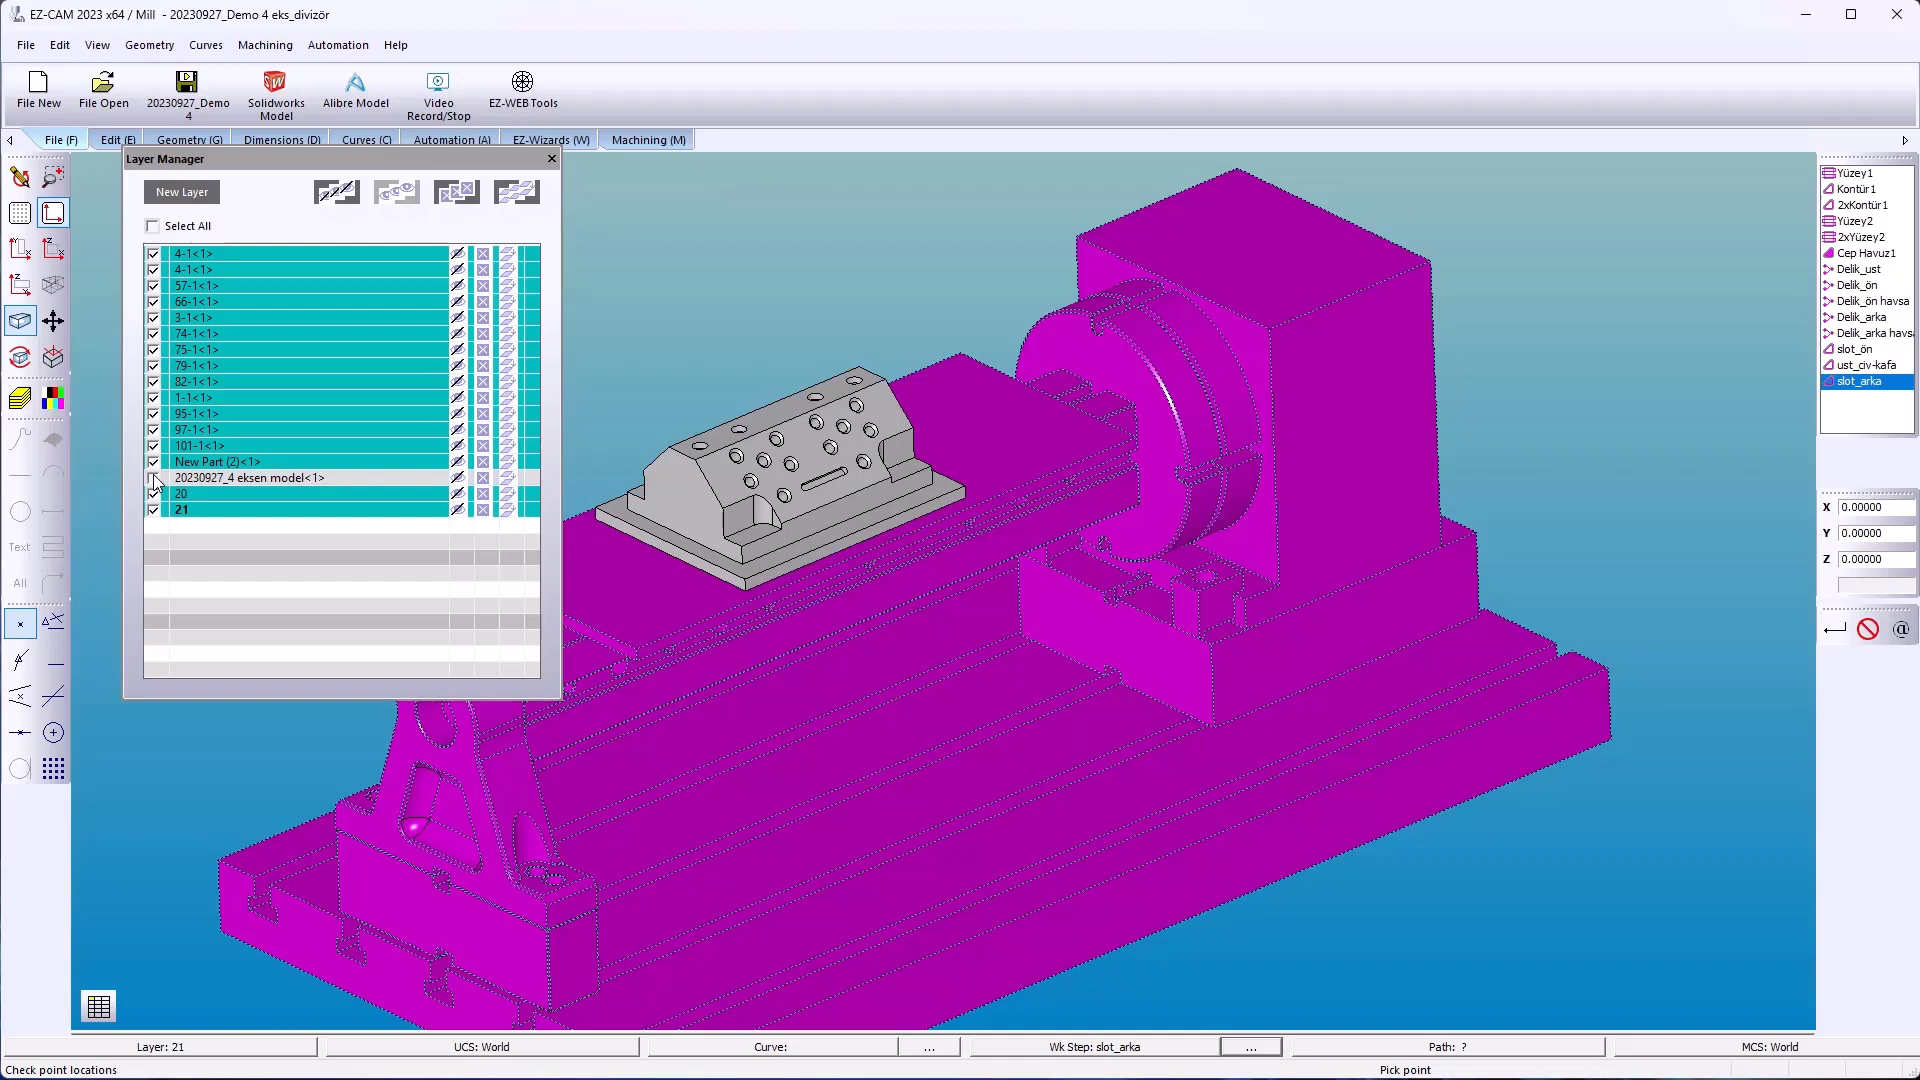 EZ-CAM 2023 x64 / Mill - 20230927_Demo 4 eks_divizör
File Edit View Geometry Curves Machining Automation Help
File New
File Open
20230927_Demo 4
Solidworks Model
Alibre Model
Video Record/Stop
EZ-WEB Tools
File (F) Edit (E) Geometry (G) Dimensions (D) Curves (C) Automation (A) EZ-Wizards (W) Machining (M)
Layer Manager
New Layer
Select All
4-1<1>
4-1<1>
57-1<1>
66-1<1>
3-1<1>
74-1<1>
75-1<1>
79-1<1>
82-1<1>
1-1<1>
95-1<1>
97-1<1>
101-1<1>
New Part (2)<1>
20230927_4 eksen model<1>
20
21
Text
All
Yüzey1
Kontür1
2xKontür1
Yüzey2
2xYüzey2
Cep Havuz1
Delik_ust
Delik_ön
Delik_ön havsa
Delik_arka
Delik_arka havs
slot_ön
ust_civ-kafa
slot_arka
X 0.00000
Y 0.00000
Z 0.00000
@
Layer: 21 UCS: World Curve: ... Wk Step: slot_arka ... Path: ? MCS: World
Check point locations Pick point